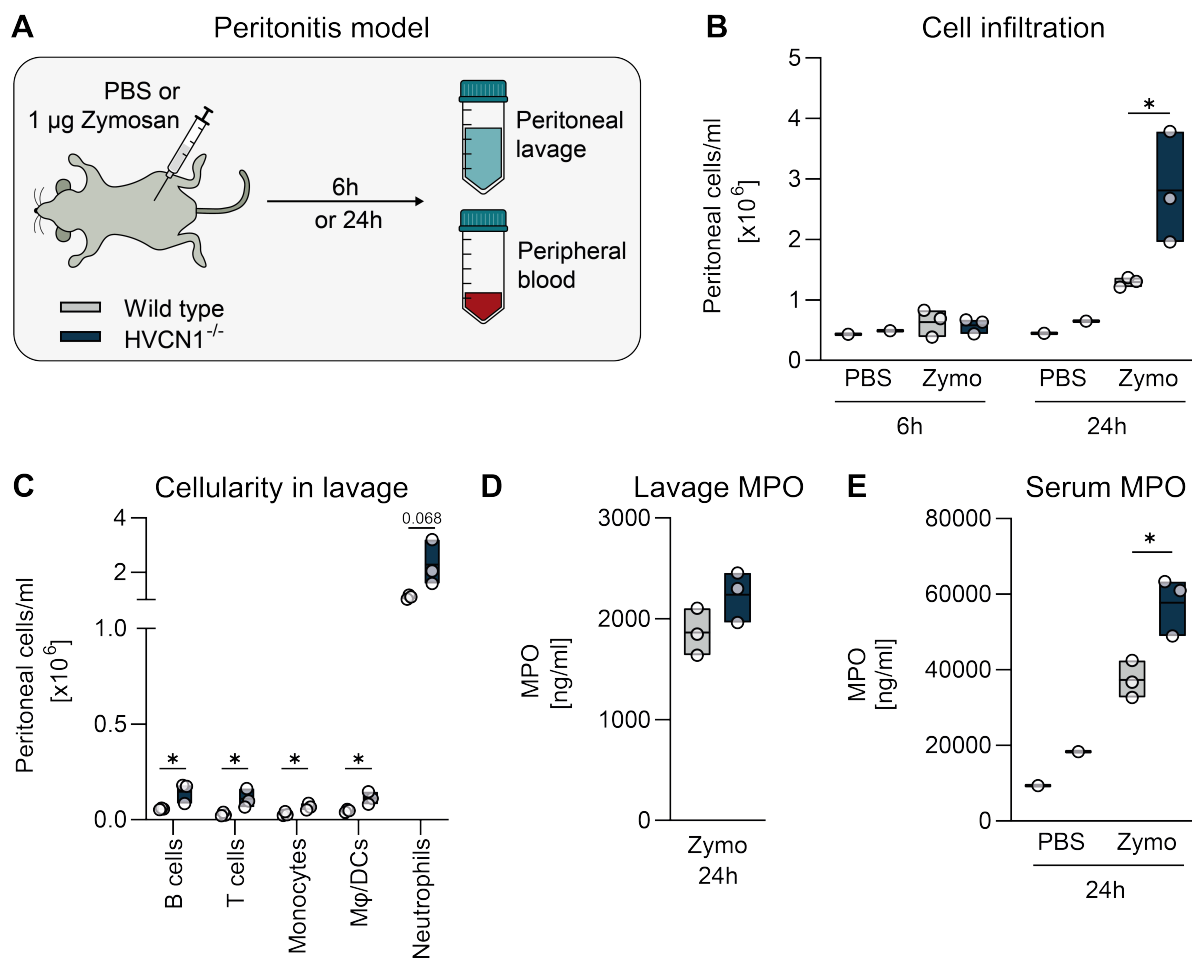 A
Peritonitis model
PBS or
1 µg Zymosan
6h
or 24h
Peritoneal
lavage
Peripheral
blood
Wild type
HVCN1-/-
B
Cell infiltration
Peritoneal cells/ml
[x10^6]
5
4
3
2
1
0
*
PBS Zymo PBS Zymo
6h 24h
C
Cellularity in lavage
Peritoneal cells/ml
[x10^6]
4
2
1.0
0.5
0.0
* * * * 0.068
B cells
T cells
Monocytes
Mφ/DCs
Neutrophils
D
Lavage MPO
MPO
[ng/ml]
3000
2000
1000
0
Zymo
24h
E
Serum MPO
MPO
[ng/ml]
80000
60000
40000
20000
0
*
PBS Zymo
24h